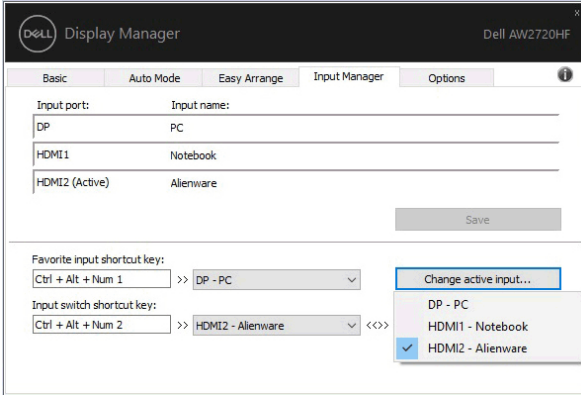 DELL Display Manager Dell AW2720HF
Basic Auto Mode Easy Arrange Input Manager Options i
Input port: Input name:
DP PC
HDMI1 Notebook
HDMI2 (Active) Alienware
Save
Favorite input shortcut key:
Ctrl + Alt + Num 1 >> DP - PC Change active input...
Input switch shortcut key:
Ctrl + Alt + Num 2 >> HDMI2 - Alienware <<>>
DP - PC
HDMI1 - Notebook
HDMI2 - Alienware